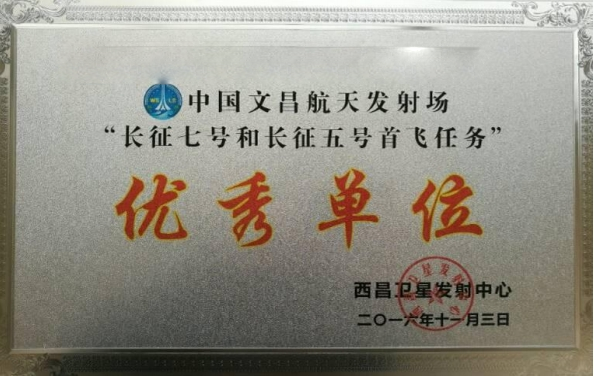 中国文昌航天发射场
“长征七号和长征五号首飞任务”
优秀单位
西昌卫星发射中心
二〇一六年十一月三日